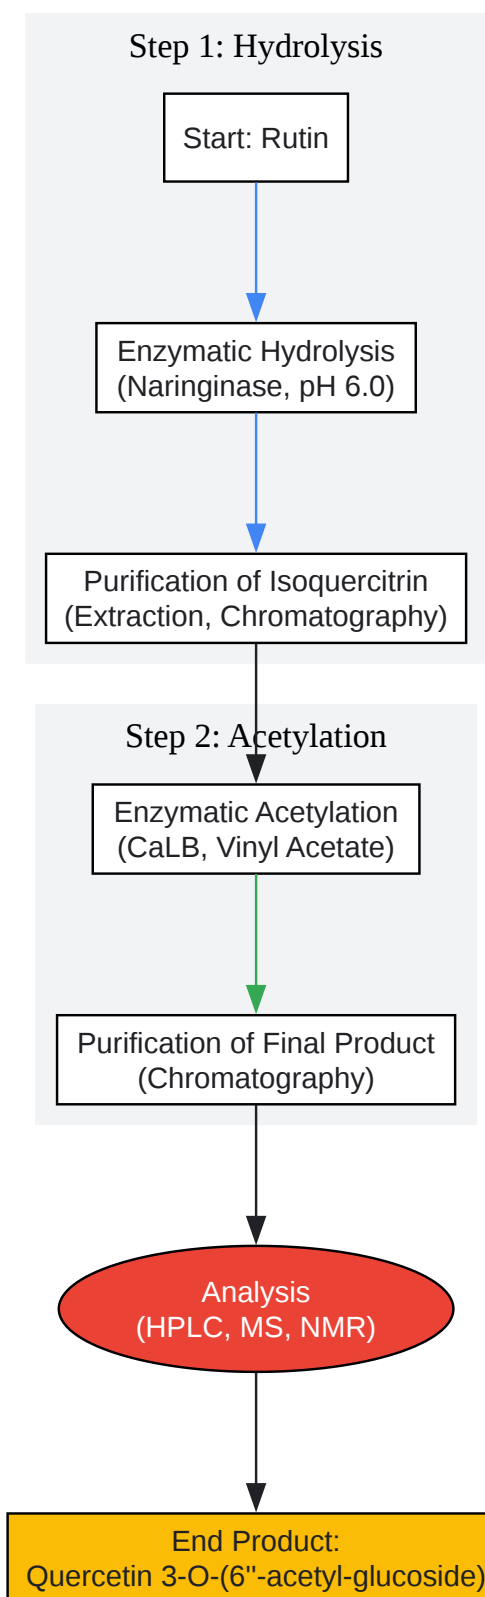 Step 1: Hydrolysis
Start: Rutin
Enzymatic Hydrolysis
(Naringinase, pH 6.0)
Purification of Isoquercitrin
(Extraction, Chromatography)
Step 2: Acetylation
Enzymatic Acetylation
(CaLB, Vinyl Acetate)
Purification of Final Product
(Chromatography)
Analysis
(HPLC, MS, NMR)
End Product:
Quercetin 3-O-(6''-acetyl-glucoside)